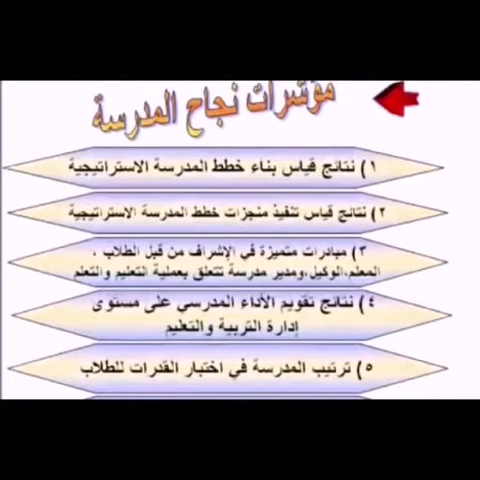 مؤشرات نجاح المدرسة
١) نتائج قياس بناء خطط المدرسة الاستراتيجية
٢) نتائج قياس تنفيذ منجزات خطط المدرسة الاستراتيجية
٣) مبادرات متميزة في الإشراف من قبل الطلاب ،
المعلم،الوكيل،ومدير مدرسة تتعلق بعملية التعليم والتعلم
٤) نتائج تقويم الأداء المدرسي على مستوى
إدارة التربية والتعليم
٥) ترتيب المدرسة في اختبار القدرات للطلاب